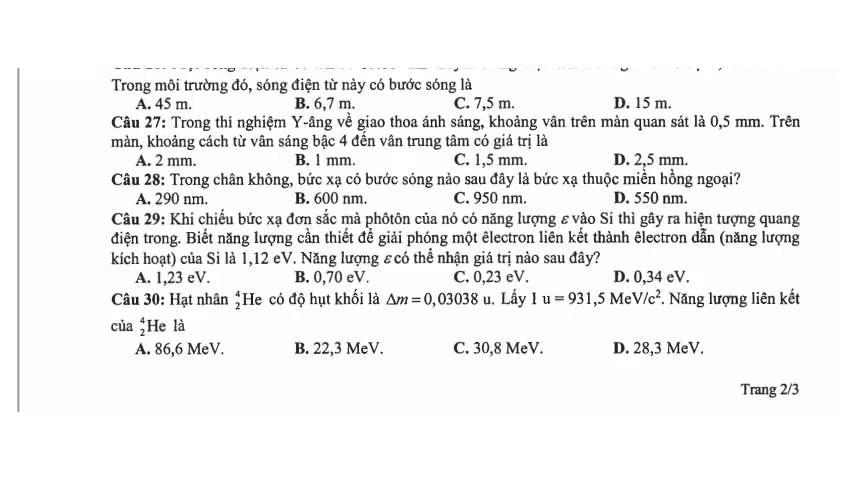 Trong môi trường đó, sóng điện từ này có bước sóng là
A. 45 m. B. 6,7 m. C. 7,5 m. D. 15 m.
Câu 27: Trong thí nghiệm Y-âng về giao thoa ánh sáng, khoảng vân trên màn quan sát là 0,5 mm. Trên
màn, khoảng cách từ vân sáng bậc 4 đến vân trung tâm có giá trị là
A. 2 mm. B. 1 mm. C. 1,5 mm. D. 2,5 mm.
Câu 28: Trong chân không, bức xạ có bước sóng nào sau đây là bức xạ thuộc miền hồng ngoại?
A. 290 nm. B. 600 nm. C. 950 nm. D. 550 nm.
Câu 29: Khi chiếu bức xạ đơn sắc mà phôtôn của nó có năng lượng ε vào Si thì gây ra hiện tượng quang
điện trong. Biết năng lượng cần thiết để giải phóng một êlectron liên kết thành êlectron dẫn (năng lượng
kích hoạt) của Si là 1,12 eV. Năng lượng ε có thể nhận giá trị nào sau đây?
A. 1,23 eV. B. 0,70 eV. C. 0,23 eV. D. 0,34 eV.
Câu 30: Hạt nhân ⁴₂He có độ hụt khối là Δm = 0,03038 u. Lấy 1 u = 931,5 MeV/c². Năng lượng liên kết
của ⁴₂He là
A. 86,6 MeV. B. 22,3 MeV. C. 30,8 MeV. D. 28,3 MeV.
Trang 2/3